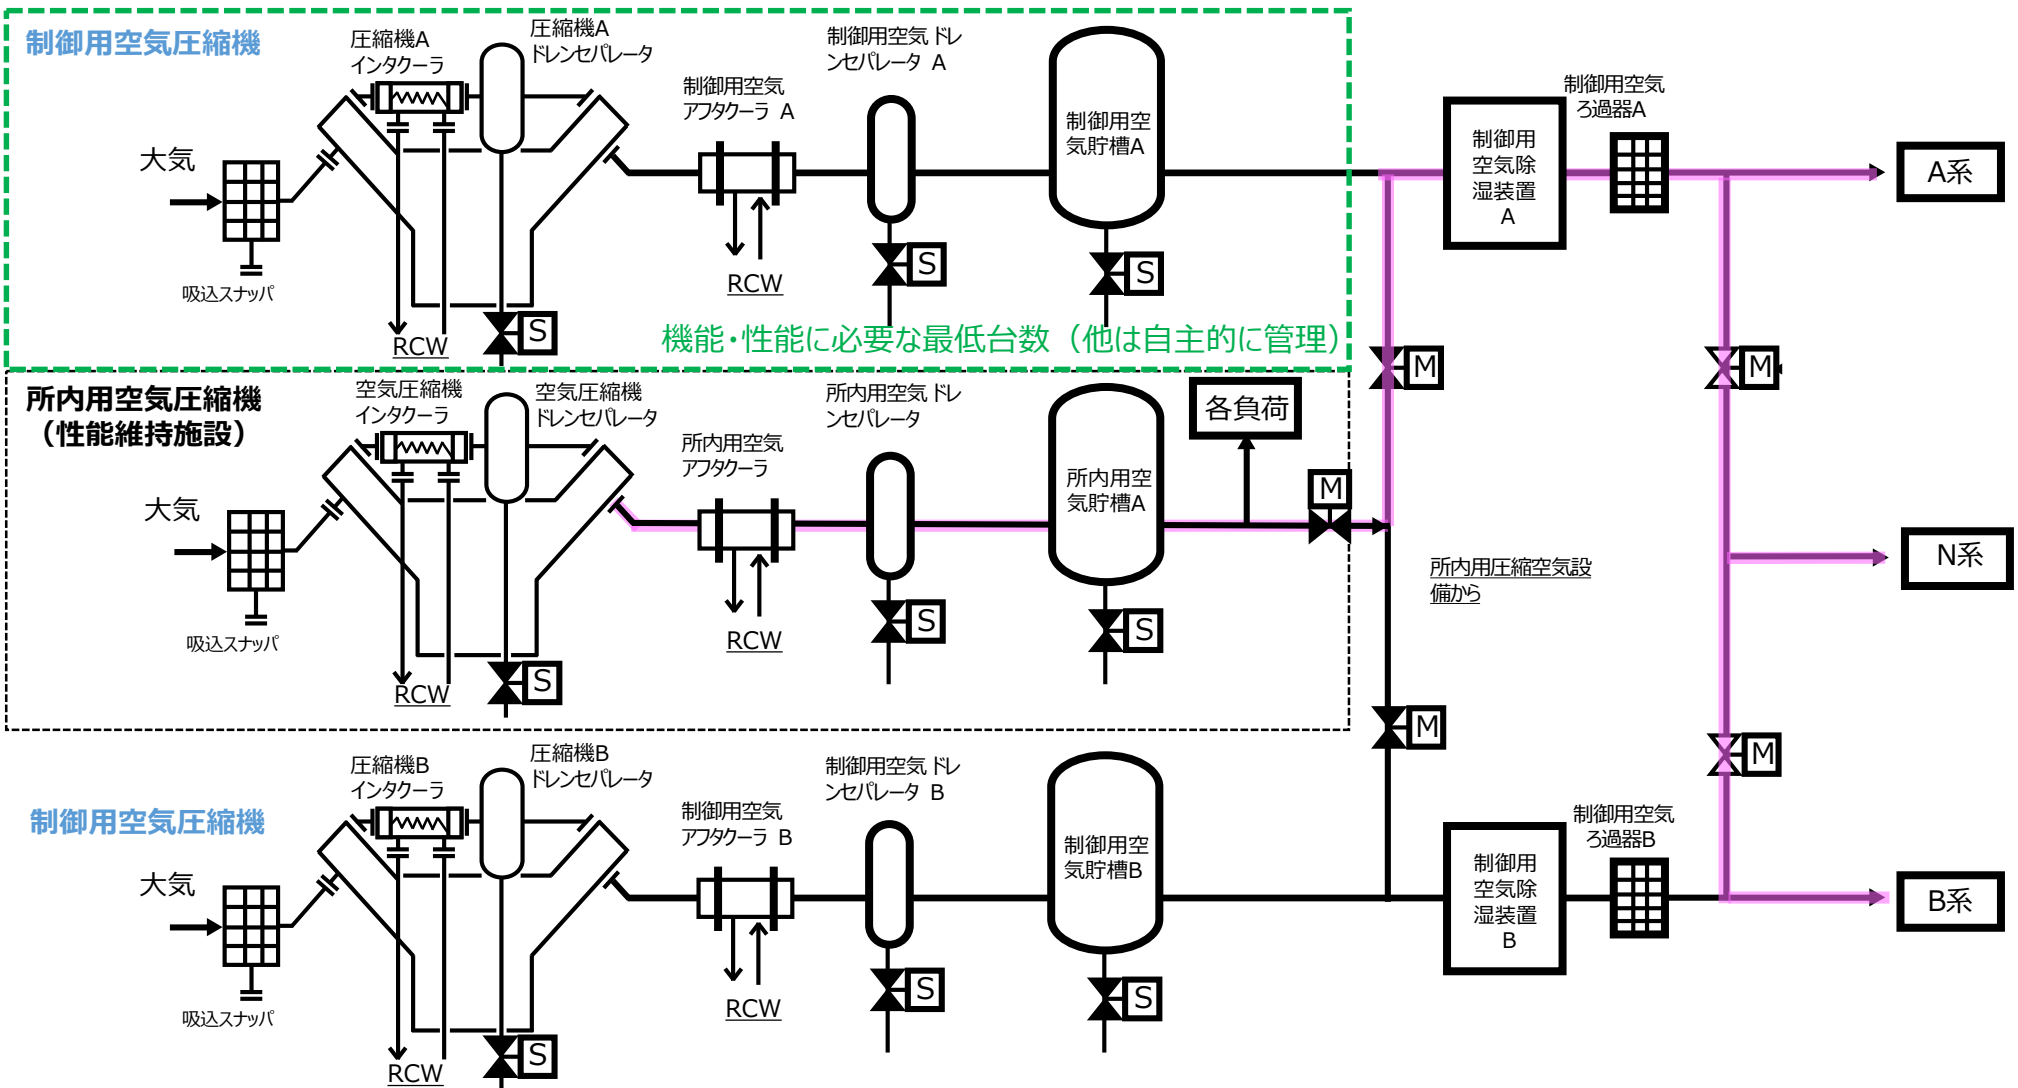 制御用空気圧縮機
圧縮機A
インタクーラ
圧縮機A
ドレンセパレータ
制御用空気
アフタクーラ A
制御用空気ドレ
ンセパレータ A
制御用空
気貯槽A
制御用
空気除
湿装置
A
制御用空気
ろ過器A
A系
大気
吸込スナッパ
RCW
S
RCW
S
S
機能・性能に必要な最低台数（他は自主的に管理）
M
M
所内用空気圧縮機
（性能維持施設）
空気圧縮機
インタクーラ
空気圧縮機
ドレンセパレータ
所内用空気
アフタクーラ
所内用空気ドレ
ンセパレータ
所内用空
気貯槽A
各負荷
M
所内用圧縮空気設
備から
N系
大気
吸込スナッパ
RCW
S
RCW
S
S
M
M
制御用空気圧縮機
圧縮機B
インタクーラ
圧縮機B
ドレンセパレータ
制御用空気
アフタクーラ B
制御用空気ドレ
ンセパレータ B
制御用空
気貯槽B
制御用
空気除
湿装置
B
制御用空気
ろ過器B
B系
大気
吸込スナッパ
RCW
S
RCW
S
S